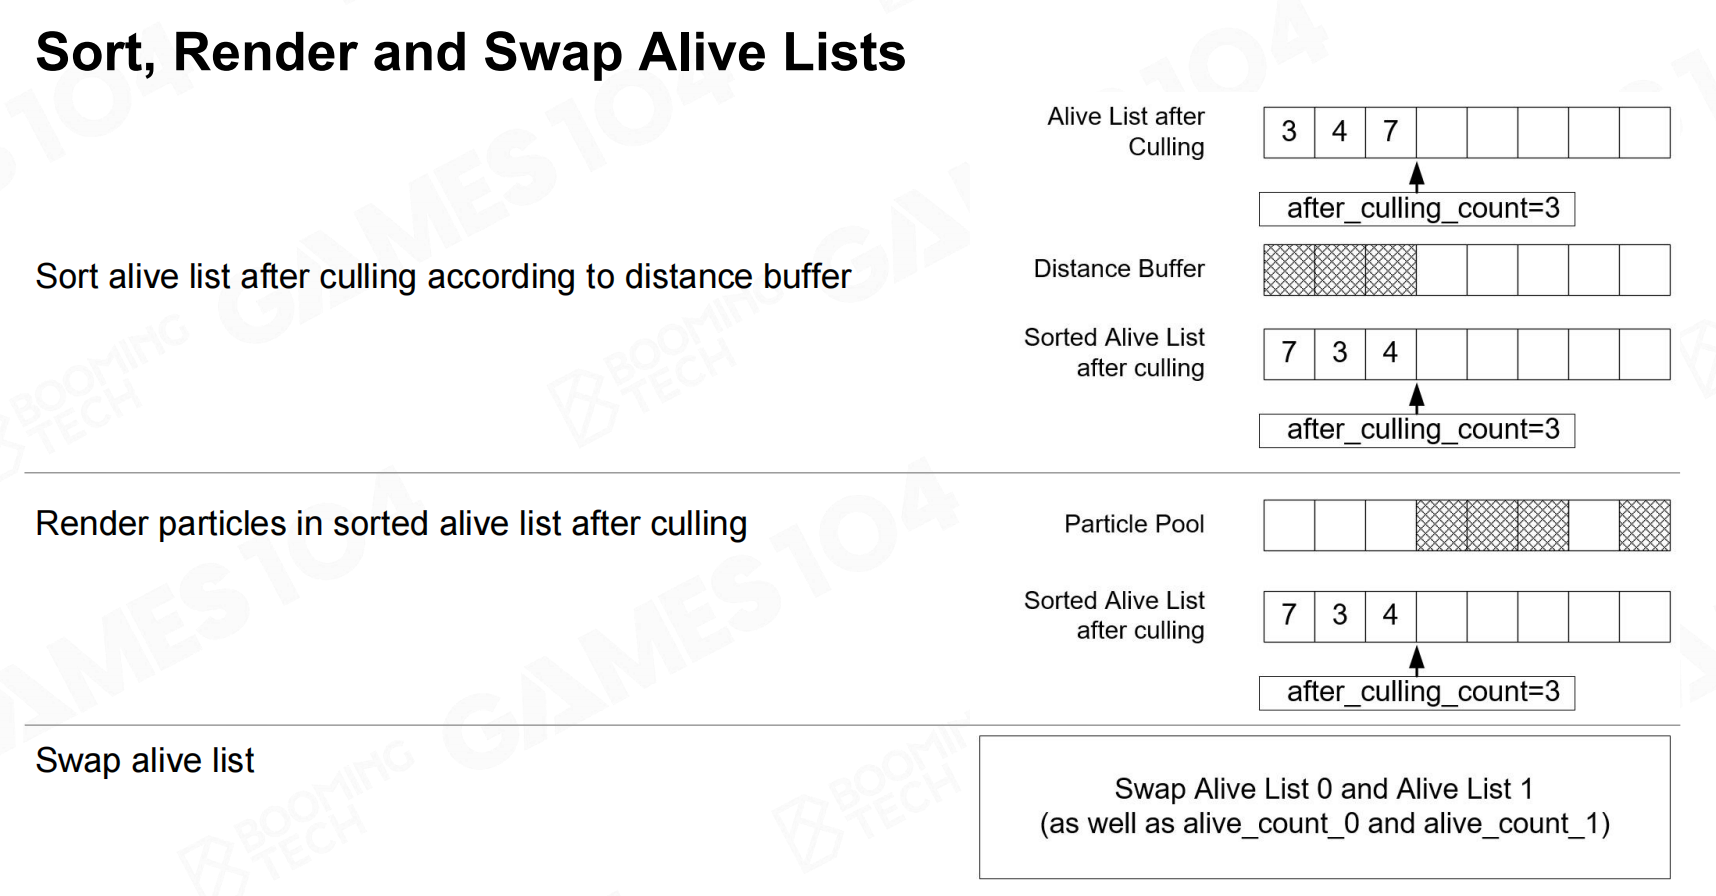 Sort, Render and Swap Alive Lists
Alive List after
Culling
3 4 7
after_culling_count=3
Sort alive list after culling according to distance buffer
Distance Buffer
Sorted Alive List
after culling
7 3 4
after_culling_count=3
Render particles in sorted alive list after culling
Particle Pool
Sorted Alive List
after culling
7 3 4
after_culling_count=3
Swap alive list
Swap Alive List 0 and Alive List 1
(as well as alive_count_0 and alive_count_1)
GAMES104
BOOMING
TECH